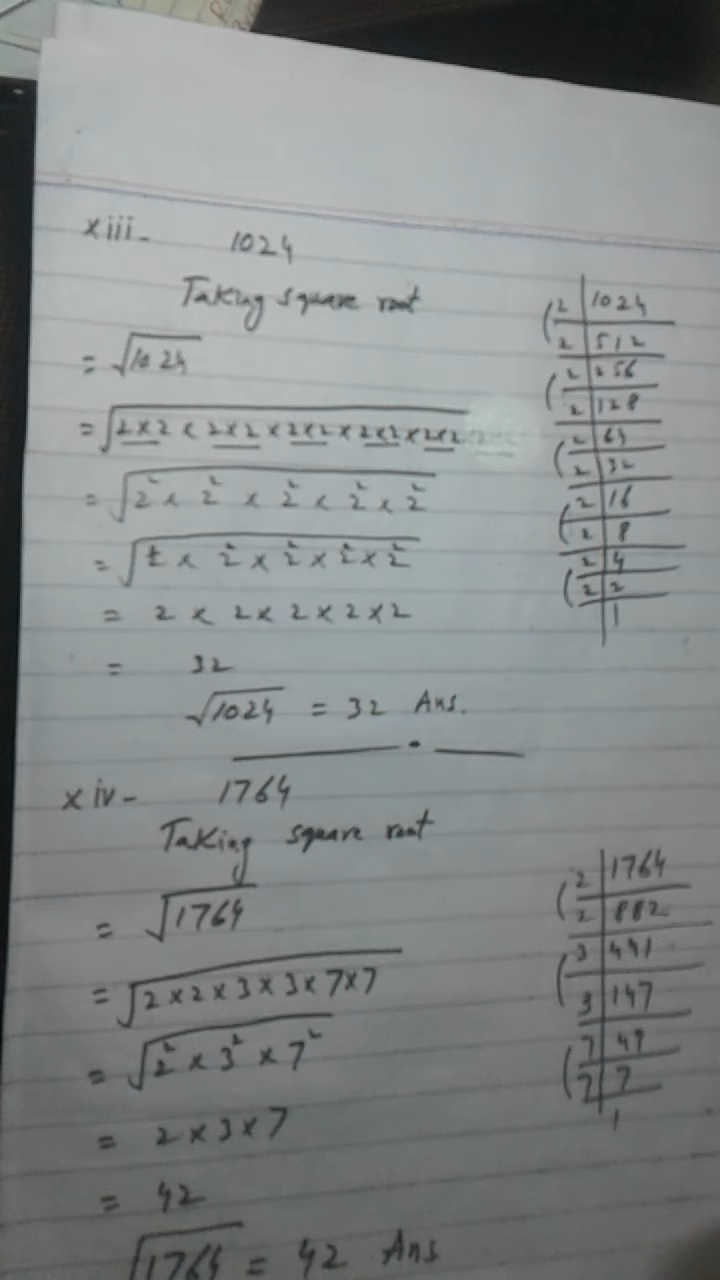 xiii- 1024
Taking square root
= √1024
= √2×2 × 2×2 × 2×2 × 2×2 × 2×2
= √2² × 2² × 2² × 2² × 2²
= √2² × 2² × 2² × 2² × 2²
= 2 × 2 × 2 × 2 × 2
= 32
√1024 = 32 Ans.
2 | 1024
2 | 512
2 | 256
2 | 128
2 | 64
2 | 32
2 | 16
2 | 8
2 | 4
2 | 2
1
xiv- 1764
Taking square root
= √1764
= √2×2×3×3×7×7
= √2² × 3² × 7²
= 2×3×7
= 42
√1764 = 42 Ans
2 | 1764
2 | 882
3 | 441
3 | 147
7 | 49
7 | 7
1